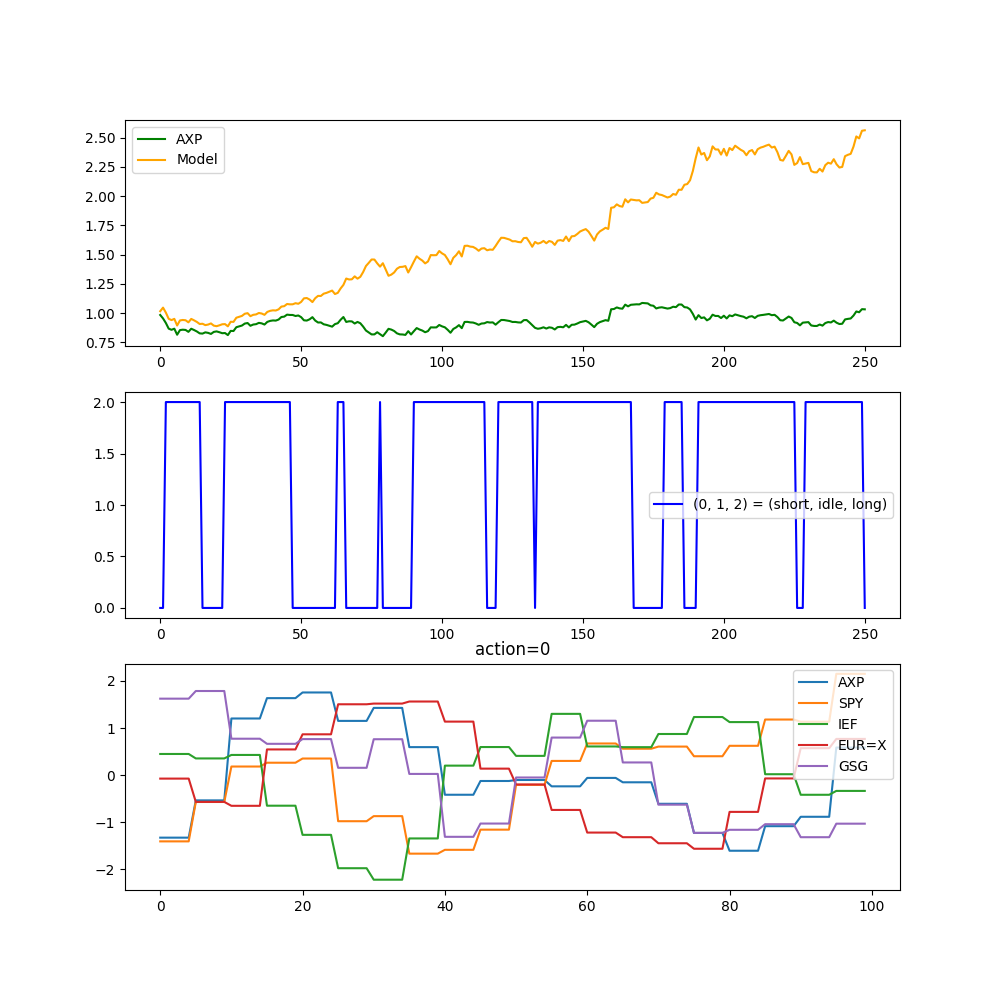 2.50
2.25
2.00
1.75
1.50
1.25
1.00
0.75
AXP
Model
0 50 100 150 200 250
2.0
1.5
1.0
0.5
0.0
(0, 1, 2) = (short, idle, long)
0 50 100 150 200 250
action=0
2
1
0
−1
−2
AXP
SPY
IEF
EUR=X
GSG
0 20 40 60 80 100